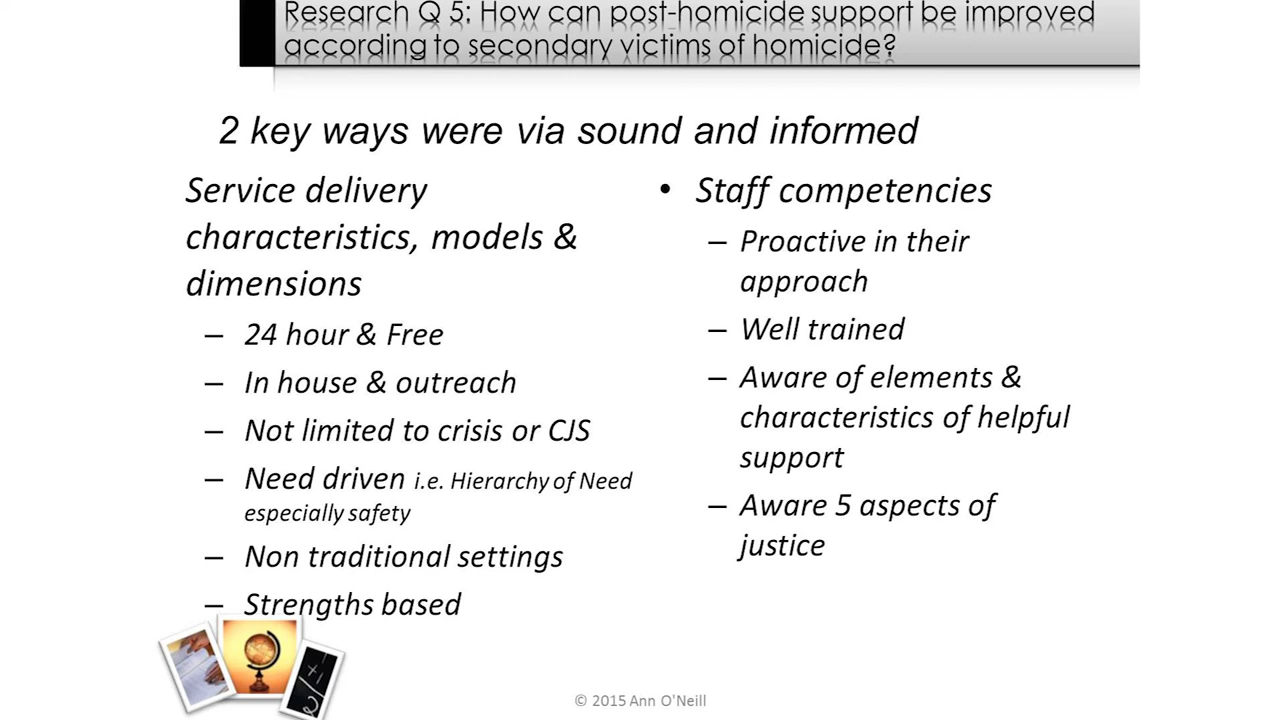 Research Q 5: How can post-homicide support be improved
according to secondary victims of homicide?
2 key ways were via sound and informed
Service delivery
characteristics, models &
dimensions
– 24 hour & Free
– In house & outreach
– Not limited to crisis or CJS
– Need driven i.e. Hierarchy of Need
especially safety
– Non traditional settings
– Strengths based
• Staff competencies
– Proactive in their
approach
– Well trained
– Aware of elements &
characteristics of helpful
support
– Aware 5 aspects of
justice
© 2015 Ann O'Neill